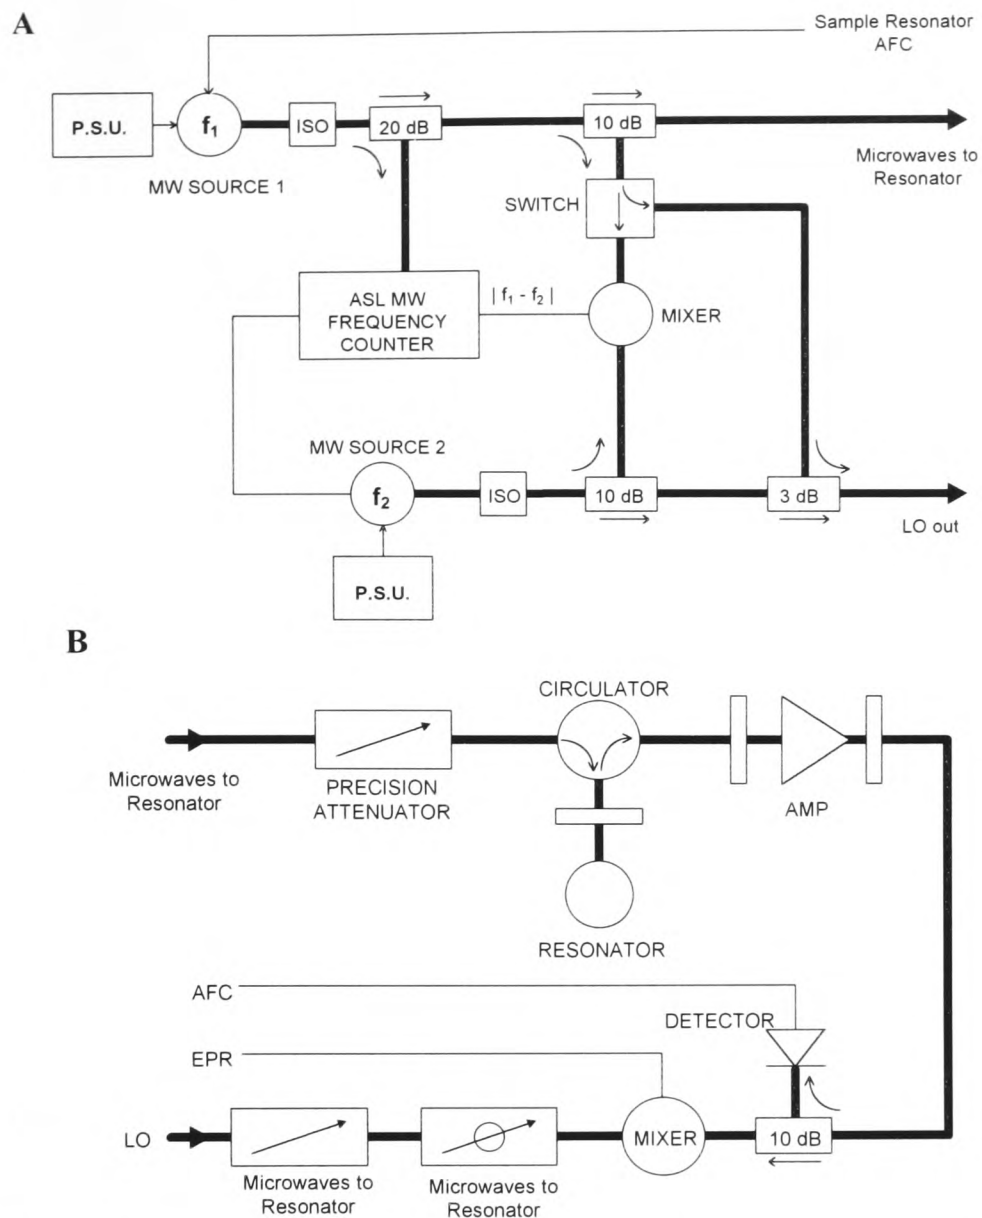 A
Sample Resonator
AFC
P.S.U.
f1
ISO
20 dB
10 dB
MW SOURCE 1
Microwaves to
Resonator
SWITCH
ASL MW
FREQUENCY
COUNTER
| f1 - f2 |
MIXER
MW SOURCE 2
f2
ISO
10 dB
3 dB
LO out
P.S.U.
B
CIRCULATOR
Microwaves to
Resonator
PRECISION
ATTENUATOR
AMP
RESONATOR
AFC
DETECTOR
EPR
LO
MIXER
10 dB
Microwaves to
Resonator
Microwaves to
Resonator